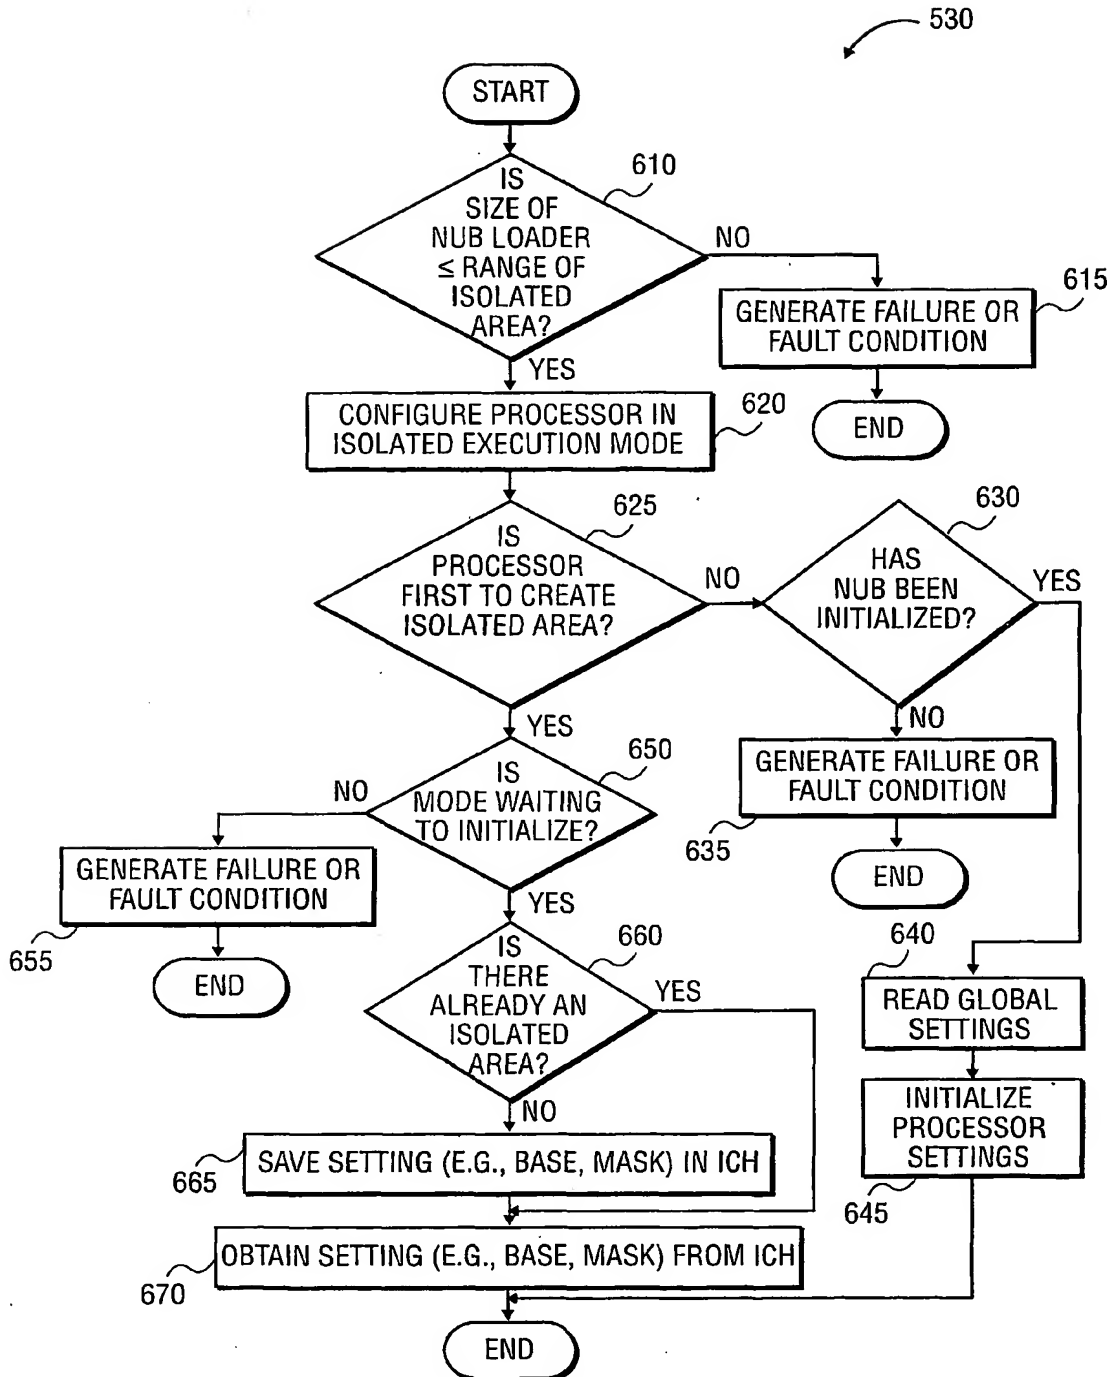 530
START
610
IS
SIZE OF
NUB LOADER
≤ RANGE OF
ISOLATED
AREA?
NO
YES
615
GENERATE FAILURE OR
FAULT CONDITION
END
CONFIGURE PROCESSOR IN
ISOLATED EXECUTION MODE
620
625
IS
PROCESSOR
FIRST TO CREATE
ISOLATED AREA?
NO
YES
630
HAS
NUB BEEN
INITIALIZED?
YES
NO
GENERATE FAILURE OR
FAULT CONDITION
635
END
650
IS
MODE WAITING
TO INITIALIZE?
NO
YES
GENERATE FAILURE OR
FAULT CONDITION
655
END
660
IS
THERE
ALREADY AN
ISOLATED
AREA?
YES
NO
640
READ GLOBAL
SETTINGS
INITIALIZE
PROCESSOR
SETTINGS
645
SAVE SETTING (E.G., BASE, MASK) IN ICH
665
OBTAIN SETTING (E.G., BASE, MASK) FROM ICH
670
END